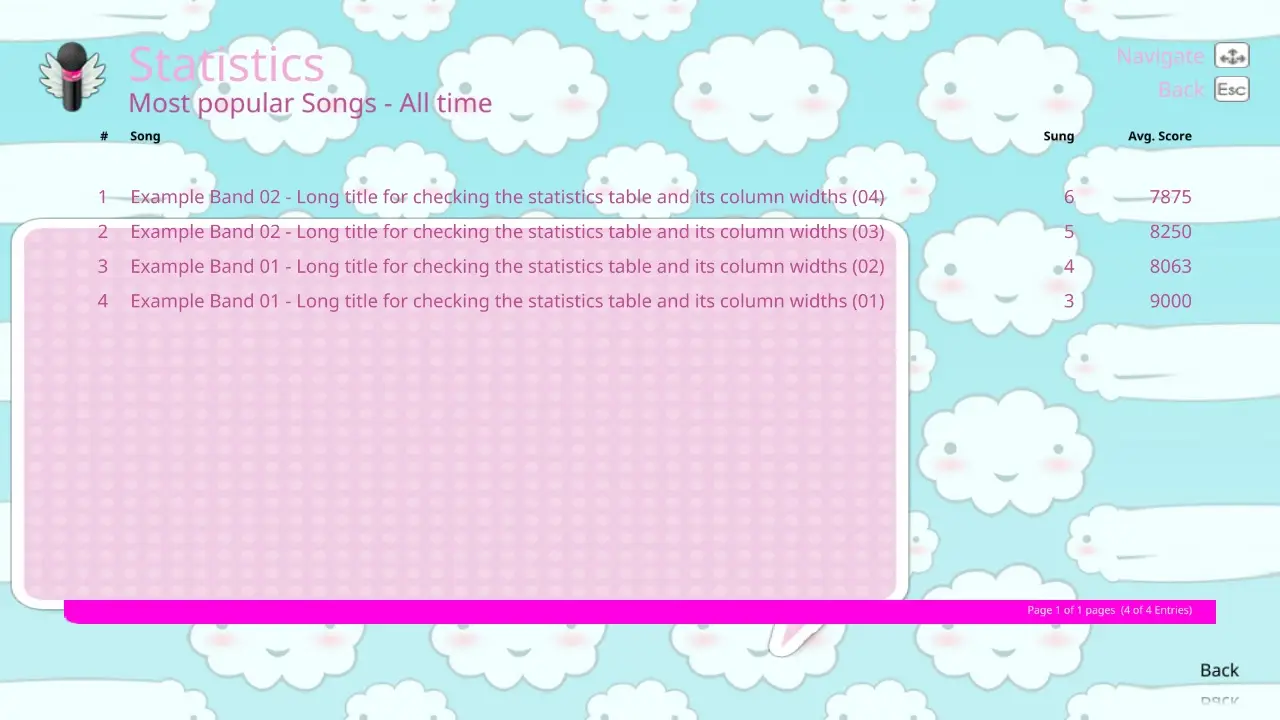 Statistics
Most popular Songs - All time
Navigate
Back Esc
# Song Sung Avg. Score
1 Example Band 02 - Long title for checking the statistics table and its column widths (04) 6 7875
2 Example Band 02 - Long title for checking the statistics table and its column widths (03) 5 8250
3 Example Band 01 - Long title for checking the statistics table and its column widths (02) 4 8063
4 Example Band 01 - Long title for checking the statistics table and its column widths (01) 3 9000
Page 1 of 1 pages (4 of 4 Entries)
Back